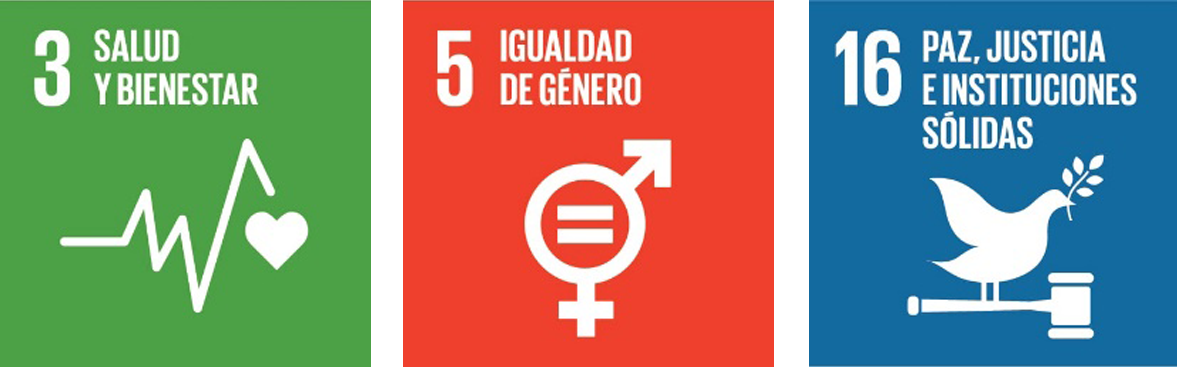 3 SALUD
Y BIENESTAR
5 IGUALDAD
DE GÉNERO
16 PAZ, JUSTICIA
E INSTITUCIONES
SÓLIDAS